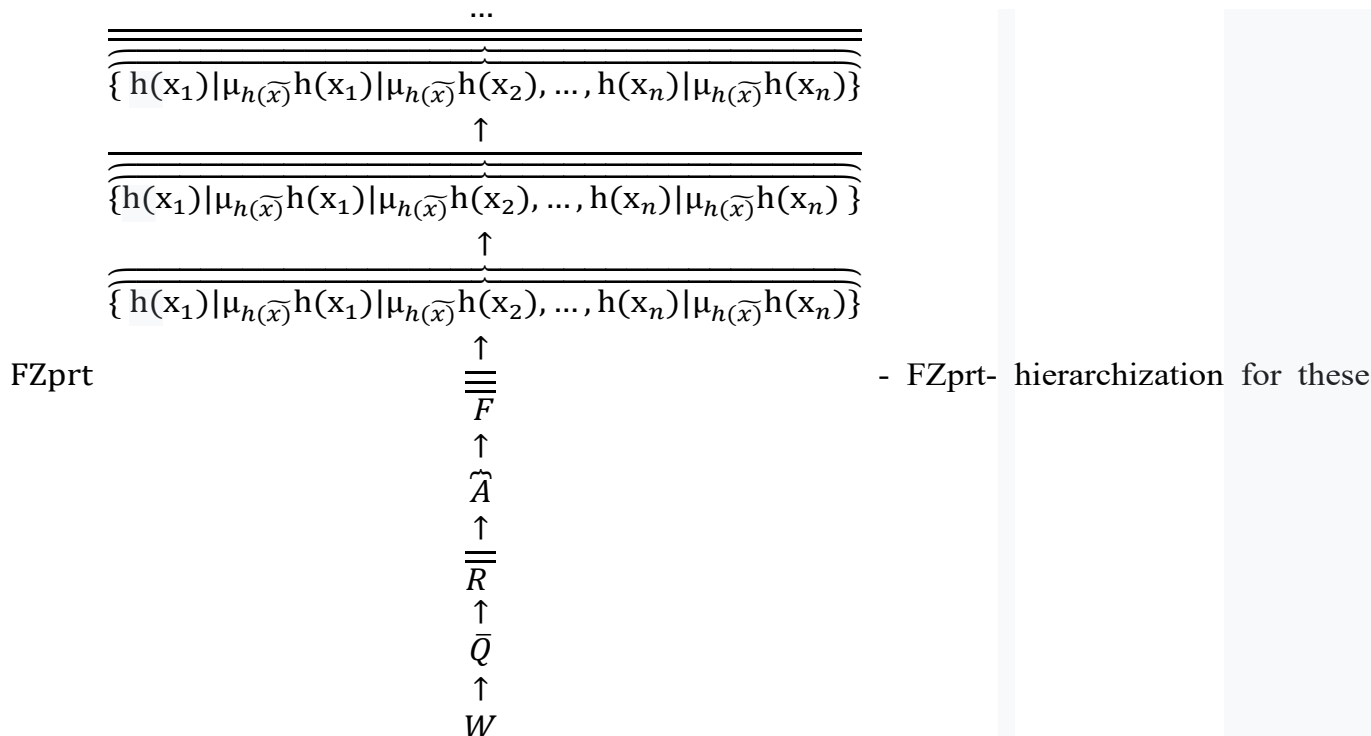 ...
{ h(x₁)|μ_{h(x̃)}h(x₁)|μ_{h(x̃)}h(x₂), … , h(xₙ)|μ_{h(x̃)}h(xₙ)}
↑
{h(x₁)|μ_{h(x̃)}h(x₁)|μ_{h(x̃)}h(x₂), … , h(xₙ)|μ_{h(x̃)}h(xₙ) }
↑
{ h(x₁)|μ_{h(x̃)}h(x₁)|μ_{h(x̃)}h(x₂), … , h(xₙ)|μ_{h(x̃)}h(xₙ)}
↑
FZprt - FZprt- hierarchization for these
F
↑
A
↑
R
↑
Q̄
↑
W